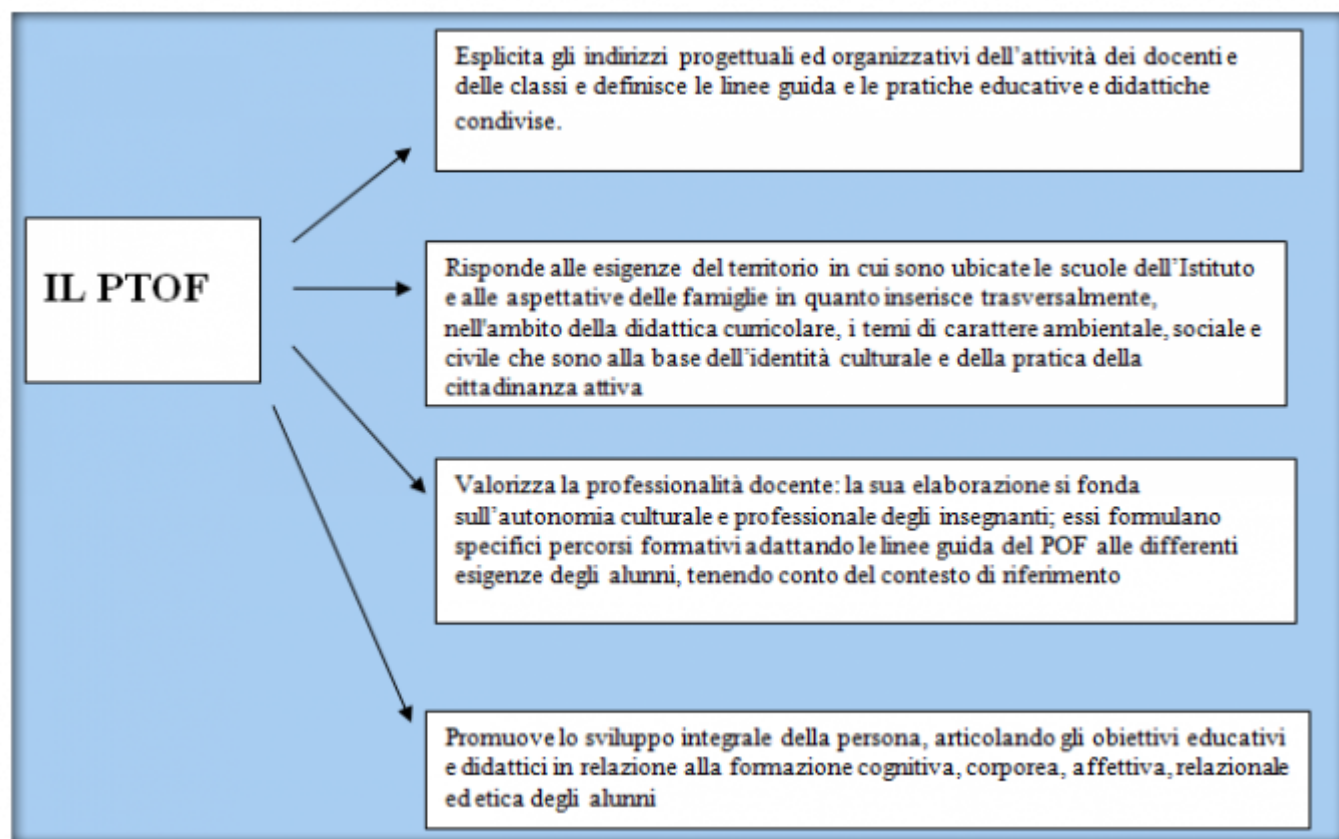 Esplicita gli indirizzi progettuali ed organizzativi dell'attività dei docenti e
delle classi e definisce le linee guida e le pratiche educative e didattiche
condivise.
IL PTOF
Risponde alle esigenze del territorio in cui sono ubicate le scuole dell'Istituto
e alle aspettative delle famiglie in quanto inserisce trasversalmente,
nell'ambito della didattica curricolare, i temi di carattere ambientale, sociale e
civile che sono alla base dell'identità culturale e della pratica della
cittadinanza attiva
Valorizza la professionalità docente: la sua elaborazione si fonda
sull'autonomia culturale e professionale degli insegnanti; essi formulano
specifici percorsi formativi adattando le linee guida del POF alle differenti
esigenze degli alunni, tenendo conto del contesto di riferimento
Promuove lo sviluppo integrale della persona, articolando gli obiettivi educativi
e didattici in relazione alla formazione cognitiva, corporea, affettiva, relazionale
ed etica degli alunni